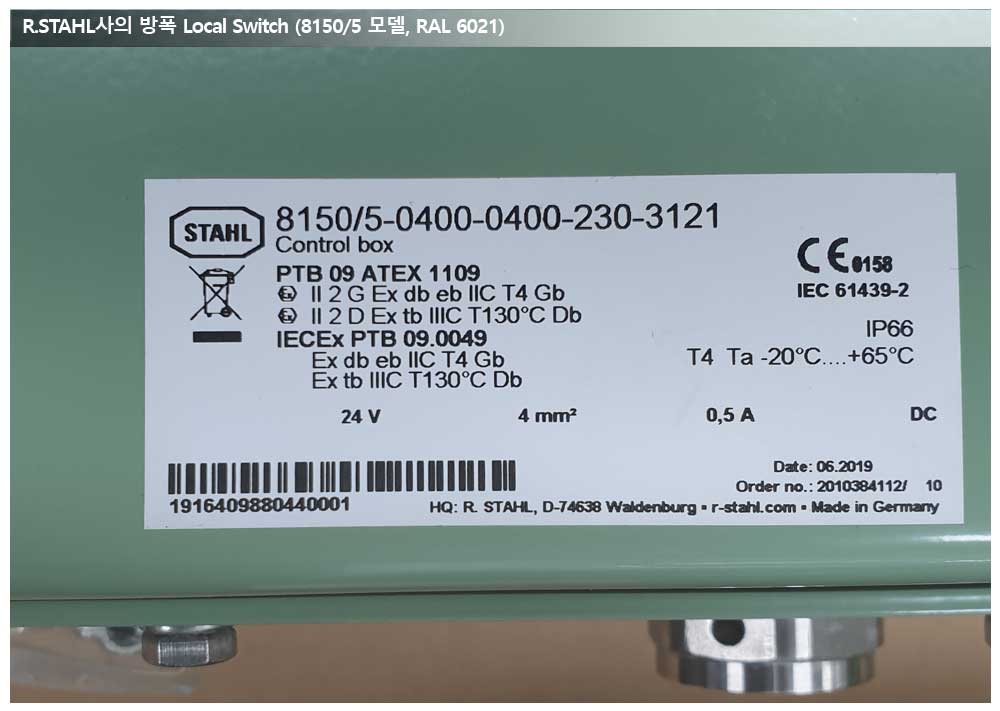 R.STAHL사의 방폭 Local Switch (8150/5 모델, RAL 6021)
STAHL
8150/5-0400-0400-230-3121
Control box
PTB 09 ATEX 1109
Ex II 2 G Ex db eb IIC T4 Gb
Ex II 2 D Ex tb IIIC T130°C Db
IECEx PTB 09.0049
Ex db eb IIC T4 Gb
Ex tb IIIC T130°C Db
CE 0158
IEC 61439-2
IP66
T4 Ta -20°C....+65°C
24 V 4 mm² 0,5 A DC
1916409880440001
Date: 06.2019
Order no.: 2010384112/ 10
HQ: R. STAHL, D-74638 Waldenburg ▪ r-stahl.com ▪ Made in Germany